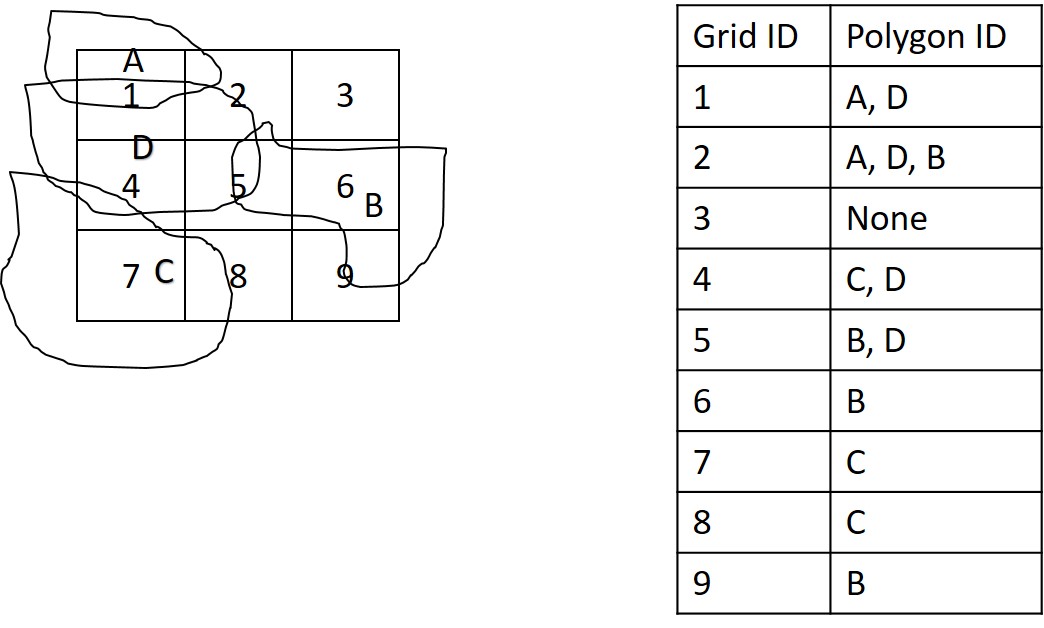 A
1 2 3
D
4 5 6
B
7 C 8 9
Grid ID Polygon ID
1 A, D
2 A, D, B
3 None
4 C, D
5 B, D
6 B
7 C
8 C
9 B